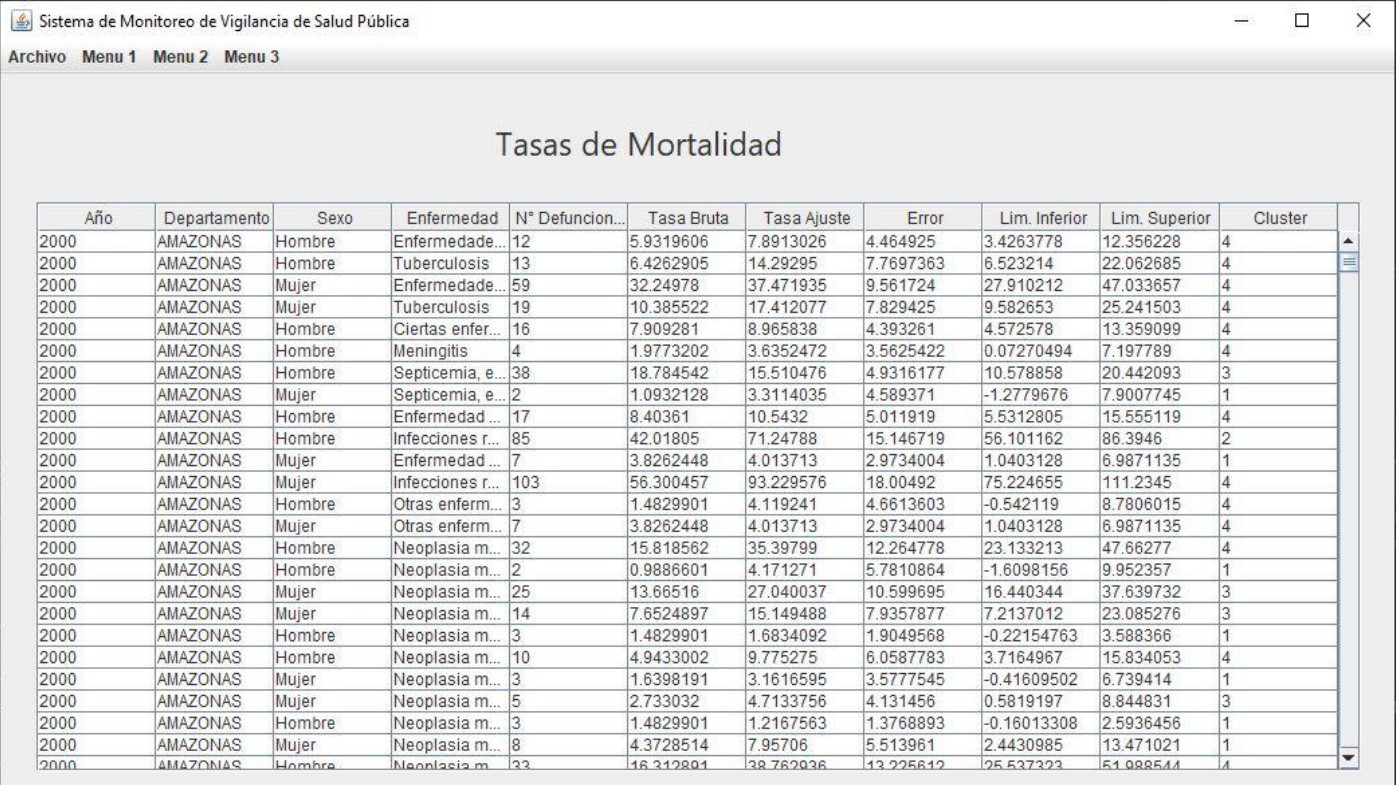 Sistema de Monitoreo de Vigilancia de Salud Pública
Archivo Menu 1 Menu 2 Menu 3
Tasas de Mortalidad
Año Departamento Sexo Enfermedad N° Defuncion... Tasa Bruta Tasa Ajuste Error Lim. Inferior Lim. Superior Cluster
2000 AMAZONAS Hombre Enfermedade... 12 5.9319606 7.8913026 4.464925 3.4263778 12.356228 4
2000 AMAZONAS Hombre Tuberculosis 13 6.4262905 14.29295 7.7697363 6.523214 22.062685 4
2000 AMAZONAS Mujer Enfermedade... 59 32.24978 37.471935 9.561724 27.910212 47.033657 4
2000 AMAZONAS Mujer Tuberculosis 19 10.385522 17.412077 7.829425 9.582653 25.241503 4
2000 AMAZONAS Hombre Ciertas enfer... 16 7.909281 8.965838 4.393261 4.572578 13.359099 4
2000 AMAZONAS Hombre Meningitis 4 1.9773202 3.6352472 3.5625422 0.07270494 7.197789 4
2000 AMAZONAS Hombre Septicemia, e... 38 18.784542 15.510476 4.9316177 10.578858 20.442093 3
2000 AMAZONAS Mujer Septicemia, e... 2 1.0932128 3.3114035 4.589371 -1.2779676 7.9007745 1
2000 AMAZONAS Hombre Enfermedad ... 17 8.40361 10.5432 5.011919 5.5312805 15.555119 4
2000 AMAZONAS Hombre Infecciones r... 85 42.01805 71.24788 15.146719 56.101162 86.3946 2
2000 AMAZONAS Mujer Enfermedad ... 7 3.8262448 4.013713 2.9734004 1.0403128 6.9871135 1
2000 AMAZONAS Mujer Infecciones r... 103 56.300457 93.229576 18.00492 75.224655 111.2345 4
2000 AMAZONAS Hombre Otras enferm... 3 1.4829901 4.119241 4.6613603 -0.542119 8.7806015 4
2000 AMAZONAS Mujer Otras enferm... 7 3.8262448 4.013713 2.9734004 1.0403128 6.9871135 4
2000 AMAZONAS Hombre Neoplasia m... 32 15.818562 35.39799 12.264778 23.133213 47.66277 4
2000 AMAZONAS Hombre Neoplasia m... 2 0.9886601 4.171271 5.7810864 -1.6098156 9.952357 1
2000 AMAZONAS Mujer Neoplasia m... 25 13.66516 27.040037 10.599695 16.440344 37.639732 3
2000 AMAZONAS Mujer Neoplasia m... 14 7.6524897 15.149488 7.9357877 7.2137012 23.085276 3
2000 AMAZONAS Hombre Neoplasia m... 3 1.4829901 1.6834092 1.9049568 -0.22154763 3.588366 1
2000 AMAZONAS Hombre Neoplasia m... 10 4.9433002 9.775275 6.0587783 3.7164967 15.834053 4
2000 AMAZONAS Mujer Neoplasia m... 3 1.6398191 3.1616595 3.5777545 -0.41609502 6.739414 1
2000 AMAZONAS Mujer Neoplasia m... 5 2.733032 4.7133756 4.131456 0.5819197 8.844831 3
2000 AMAZONAS Hombre Neoplasia m... 3 1.4829901 1.2167563 1.3768893 -0.16013308 2.5936456 1
2000 AMAZONAS Mujer Neoplasia m... 8 4.3728514 7.95706 5.513961 2.4430985 13.471021 1
2000 AMAZONAS Hombre Neoplasia m... 33 16.312891 38.762936 13.225612 25.537323 51.988544 4